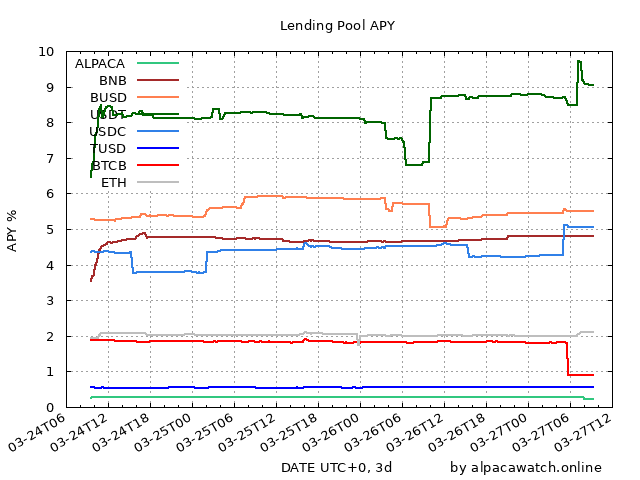 Lending Pool APY
APY %
10
9
8
7
6
5
4
3
2
1
0
ALPACA
BNB
BUSD
USDT
USDC
TUSD
BTCB
ETH
03-24T06
03-24T12
03-24T18
03-25T00
03-25T06
03-25T12
03-25T18
03-26T00
03-26T06
03-26T12
03-26T18
03-27T00
03-27T06
03-27T12
DATE UTC+0, 3d
by alpacawatch.online